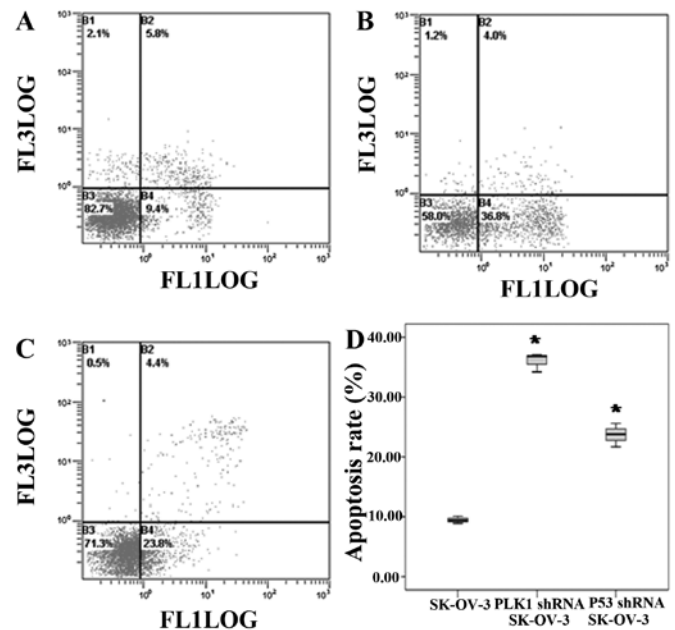 A
B1
2.1%
B2
5.8%
10³
10²
10¹
10⁰
FL3LOG
B3
82.7%
B4
9.4%
10⁰ 10¹ 10² 10³
FL1LOG
B
B1
1.2%
B2
4.0%
10³
10²
10¹
10⁰
FL3LOG
B3
58.0%
B4
36.8%
10⁰ 10¹ 10² 10³
FL1LOG
C
B1
0.5%
B2
4.4%
10³
10²
10¹
10⁰
FL3LOG
B3
71.3%
B4
23.8%
10⁰ 10¹ 10² 10³
FL1LOG
D
40.00
30.00
20.00
10.00
0.00
Apoptosis rate (%)
*
*
SK-OV-3 PLK1 shRNA P53 shRNA
SK-OV-3 SK-OV-3